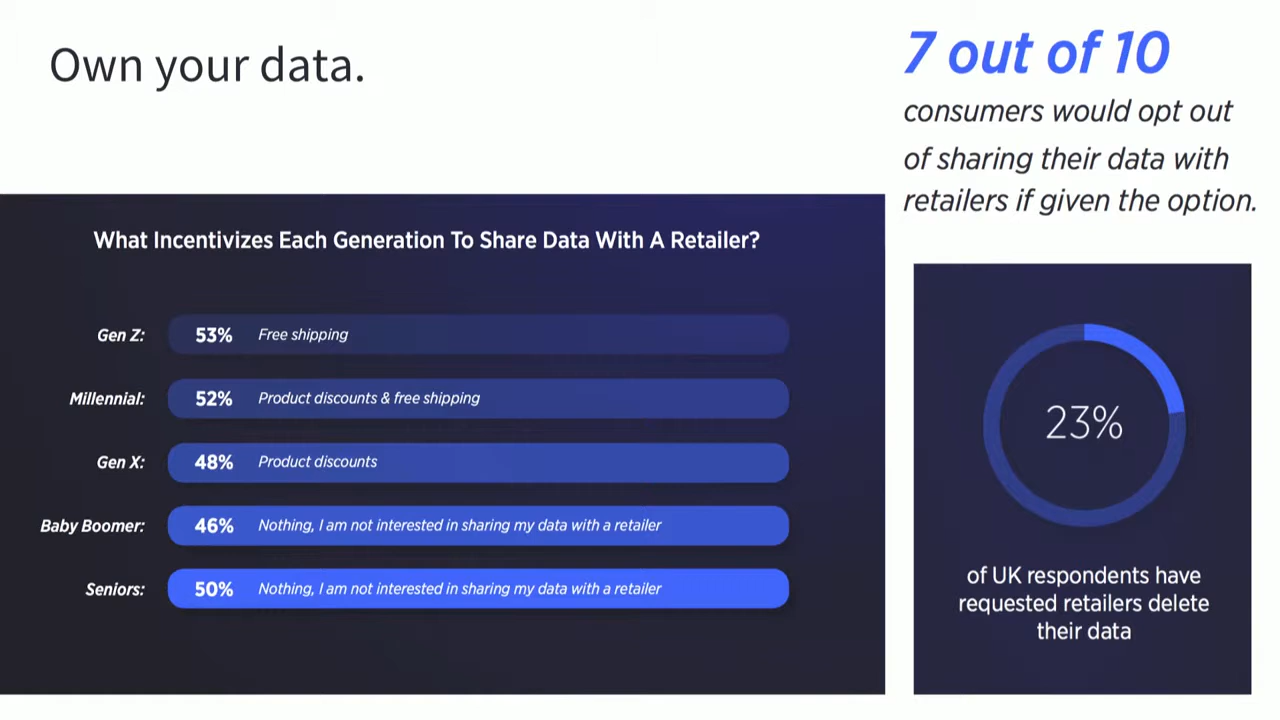 Own your data.
7 out of 10
consumers would opt out
of sharing their data with
retailers if given the option.
What Incentivizes Each Generation To Share Data With A Retailer?
Gen Z: 53% Free shipping
Millennial: 52% Product discounts & free shipping
Gen X: 48% Product discounts
Baby Boomer: 46% Nothing, I am not interested in sharing my data with a retailer
Seniors: 50% Nothing, I am not interested in sharing my data with a retailer
23%
of UK respondents have
requested retailers delete
their data